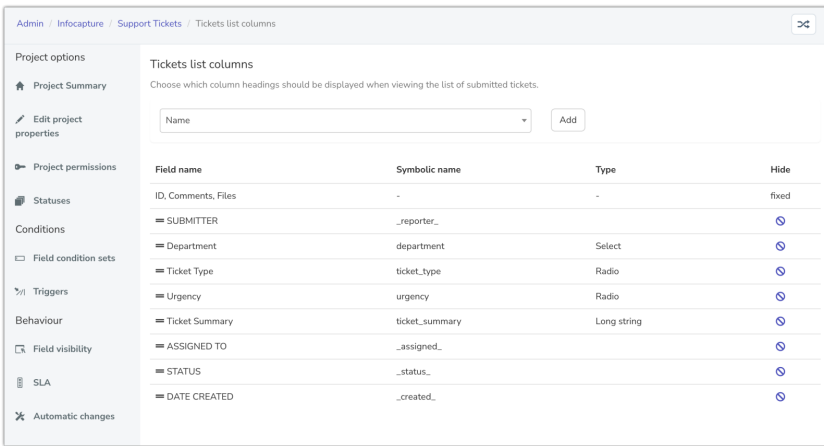 Admin / Infocapture / Support Tickets / Tickets list columns
Project options
Project Summary
Edit project
properties
Project permissions
Statuses
Conditions
Field condition sets
Triggers
Behaviour
Field visibility
SLA
Automatic changes
Tickets list columns
Choose which column headings should be displayed when viewing the list of submitted tickets.
Name Add
Field name Symbolic name Type Hide
ID, Comments, Files - - fixed
SUBMITTER _reporter_
Department department Select
Ticket Type ticket_type Radio
Urgency urgency Radio
Ticket Summary ticket_summary Long string
ASSIGNED TO _assigned_
STATUS _status_
DATE CREATED _created_